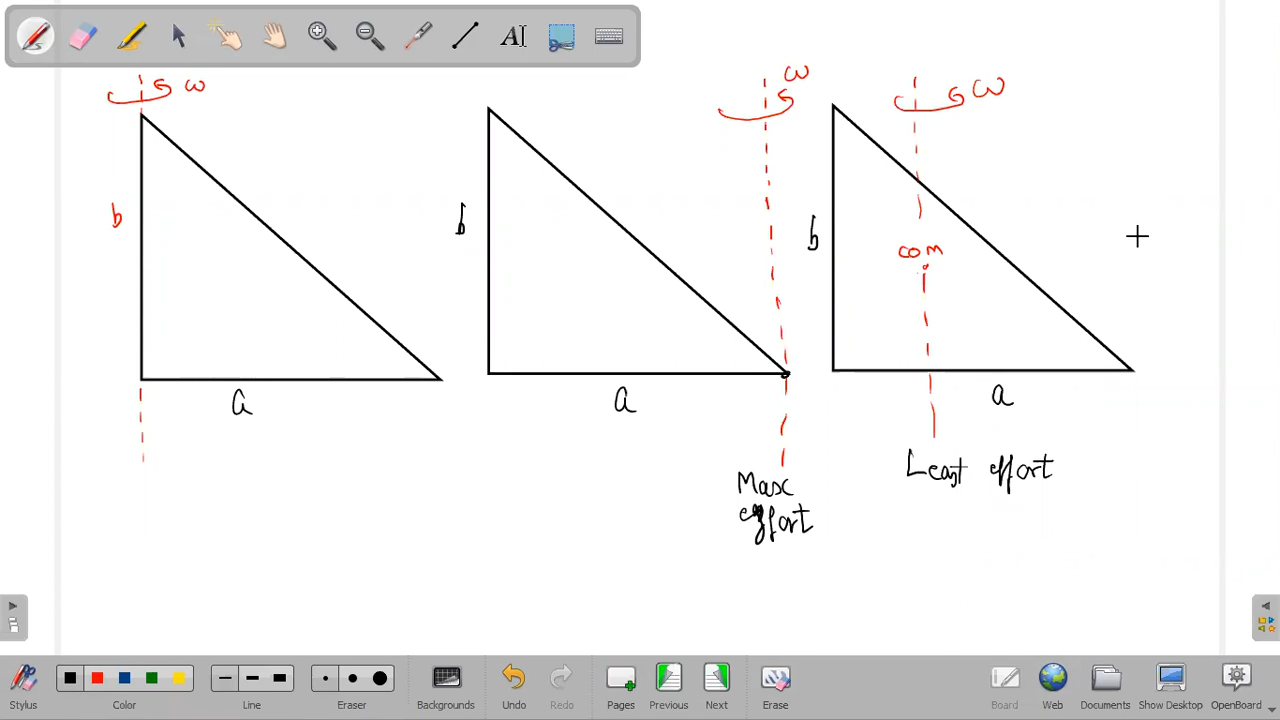 ω
b
a
ω
b
a
Max
effort
ω
com
b
a
Least effort
Stylus
Color
Line
Eraser
Backgrounds
Undo
Redo
Pages
Previous
Next
Erase
Board
Web
Documents
Show Desktop
OpenBoard